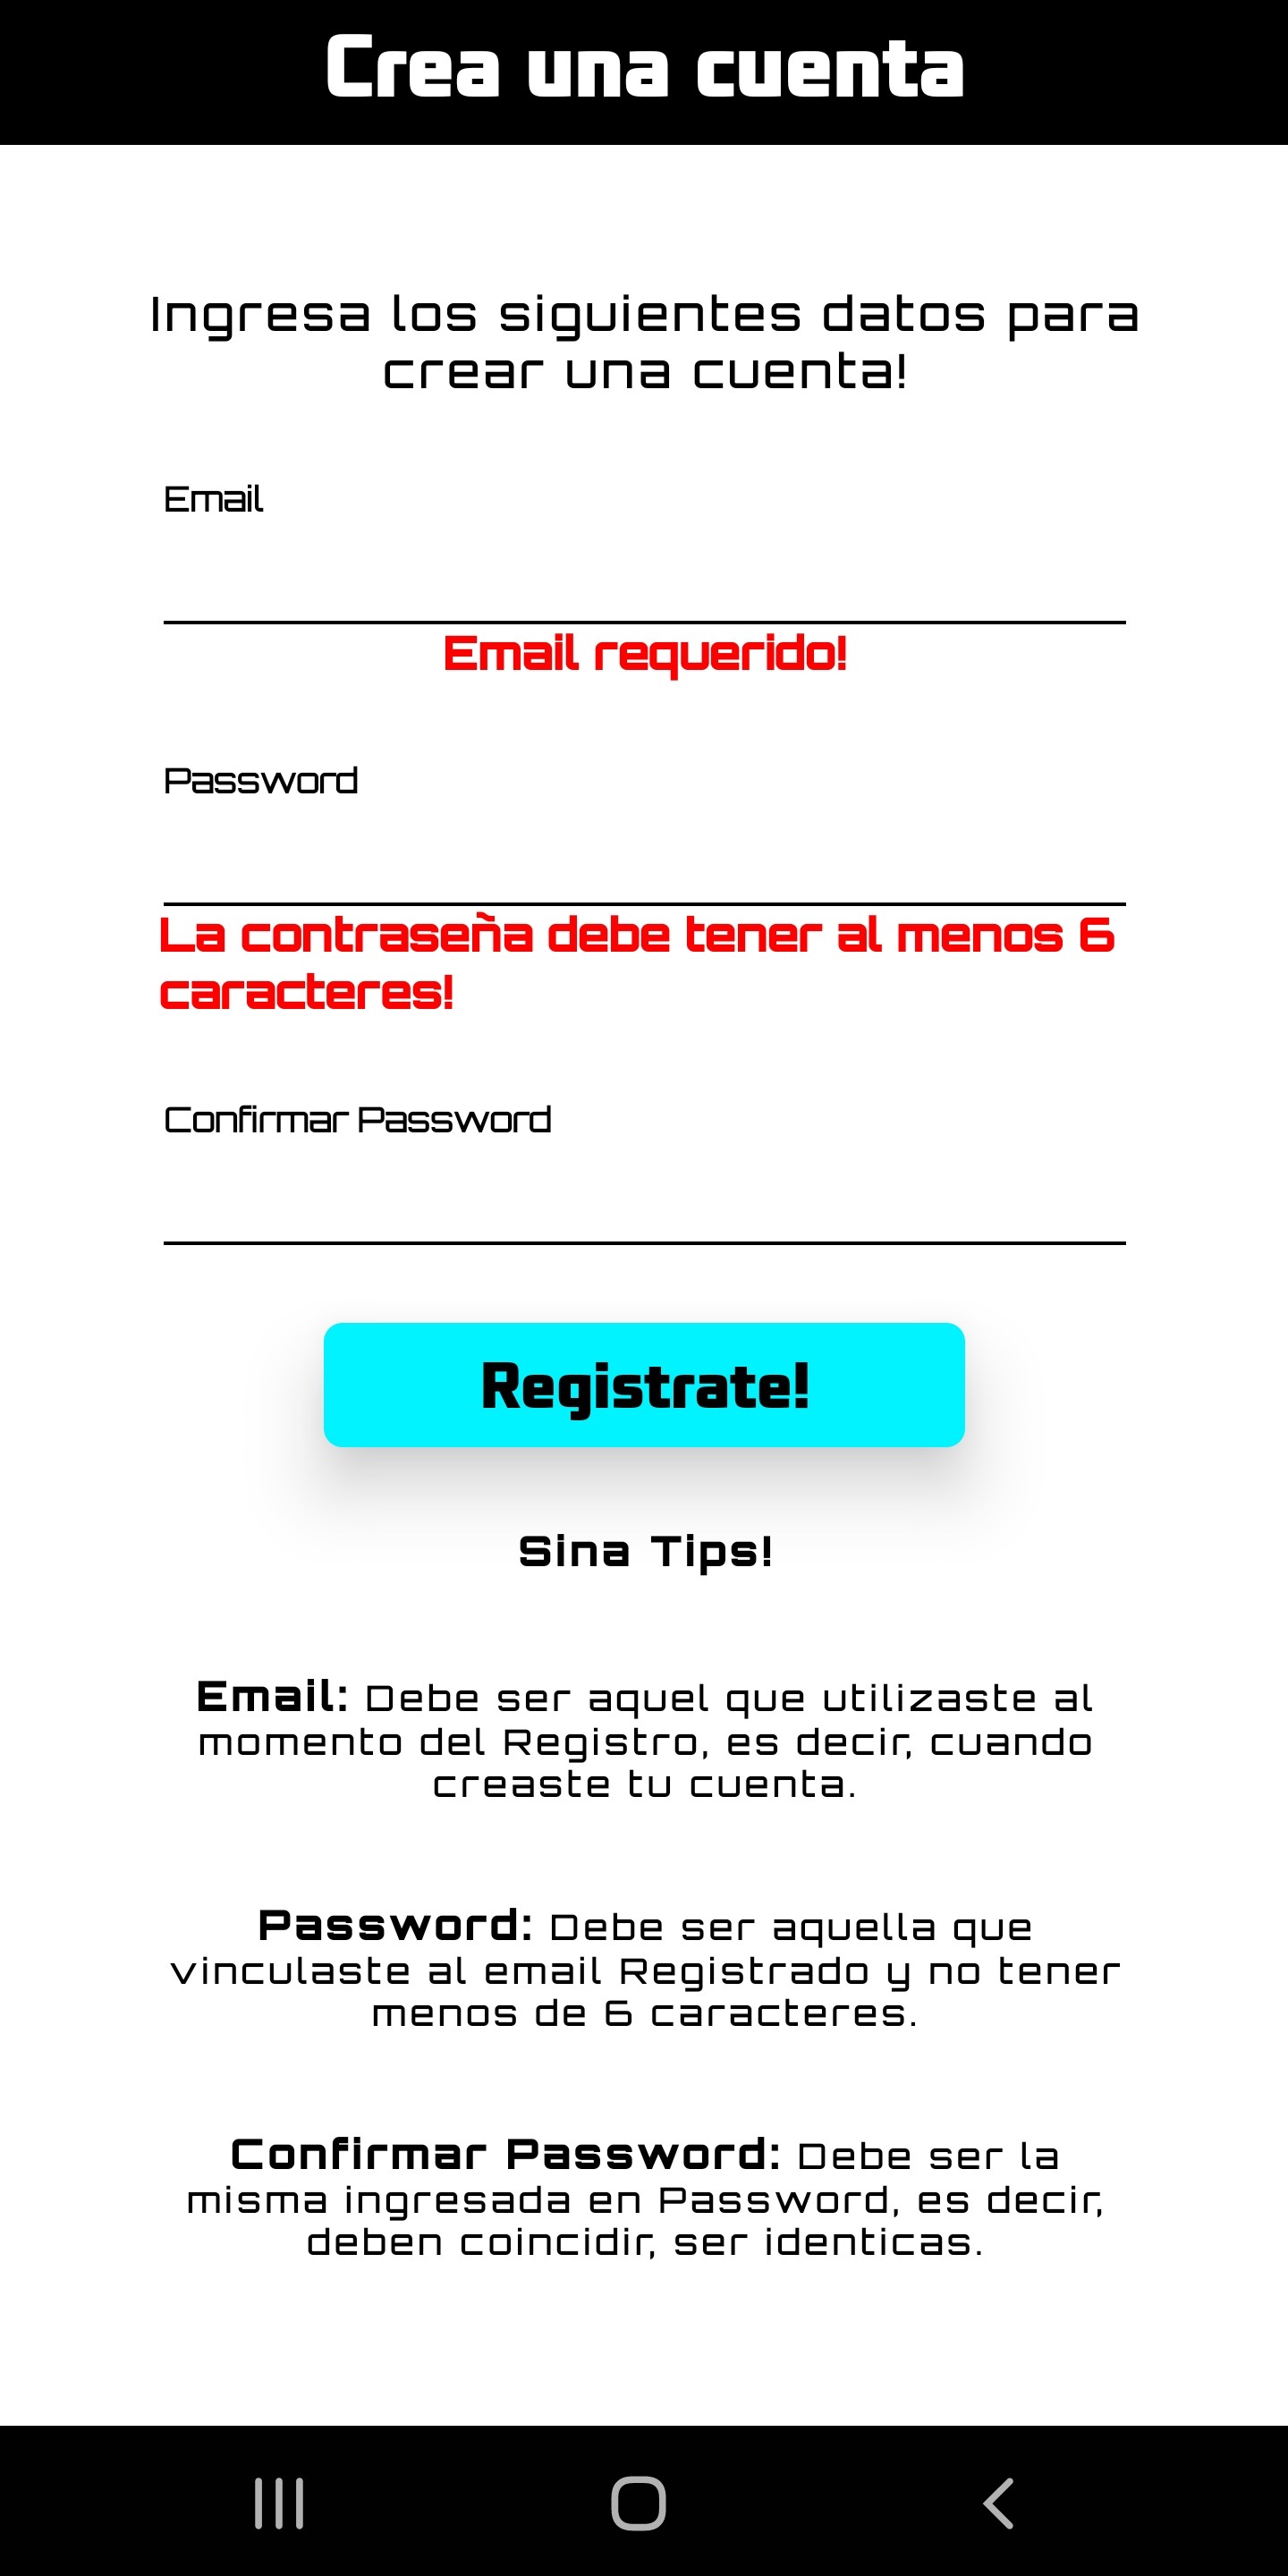 Crea una cuenta
Ingresa los siguientes datos para
crear una cuenta!
Email
Email requerido!
Password
La contraseña debe tener al menos 6
caracteres!
Confirmar Password
Registrate!
Sina Tips!
Email: Debe ser aquel que utilizaste al
momento del Registro, es decir, cuando
creaste tu cuenta.
Password: Debe ser aquella que
vinculaste al email Registrado y no tener
menos de 6 caracteres.
Confirmar Password: Debe ser la
misma ingresada en Password, es decir,
deben coincidir, ser identicas.